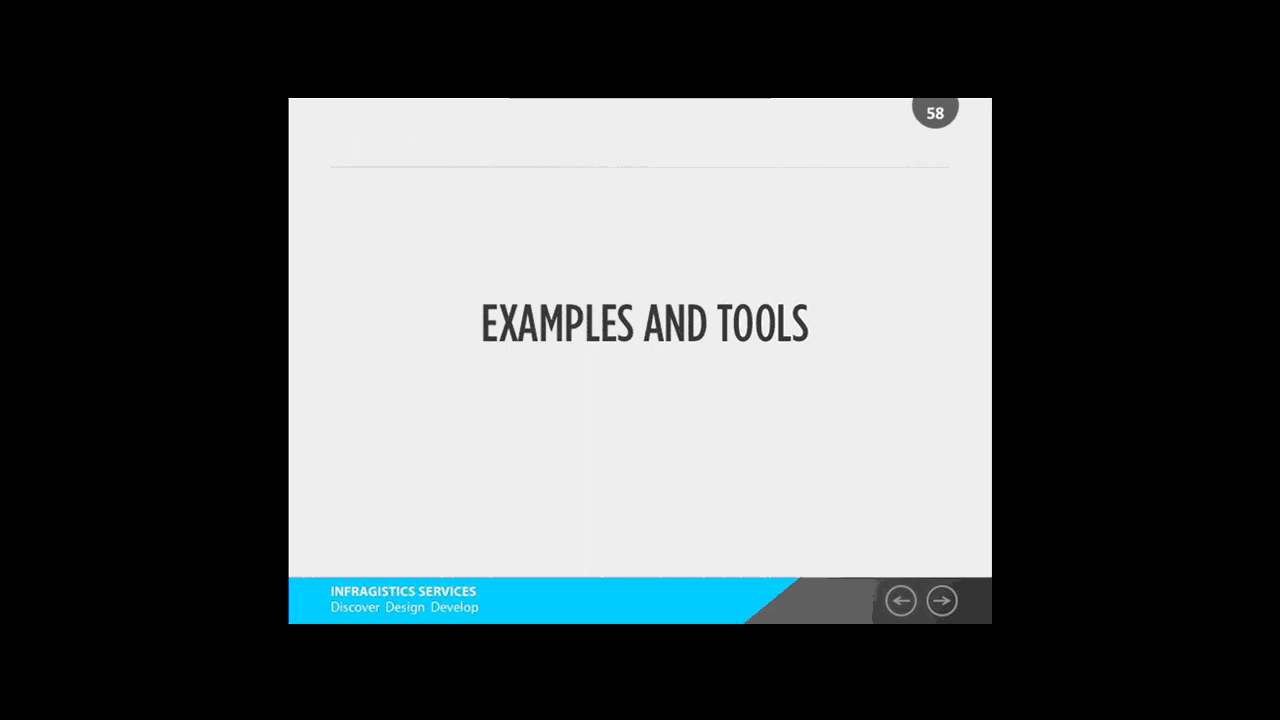 58
EXAMPLES AND TOOLS
INFRAGISTICS SERVICES
Discover Design Develop